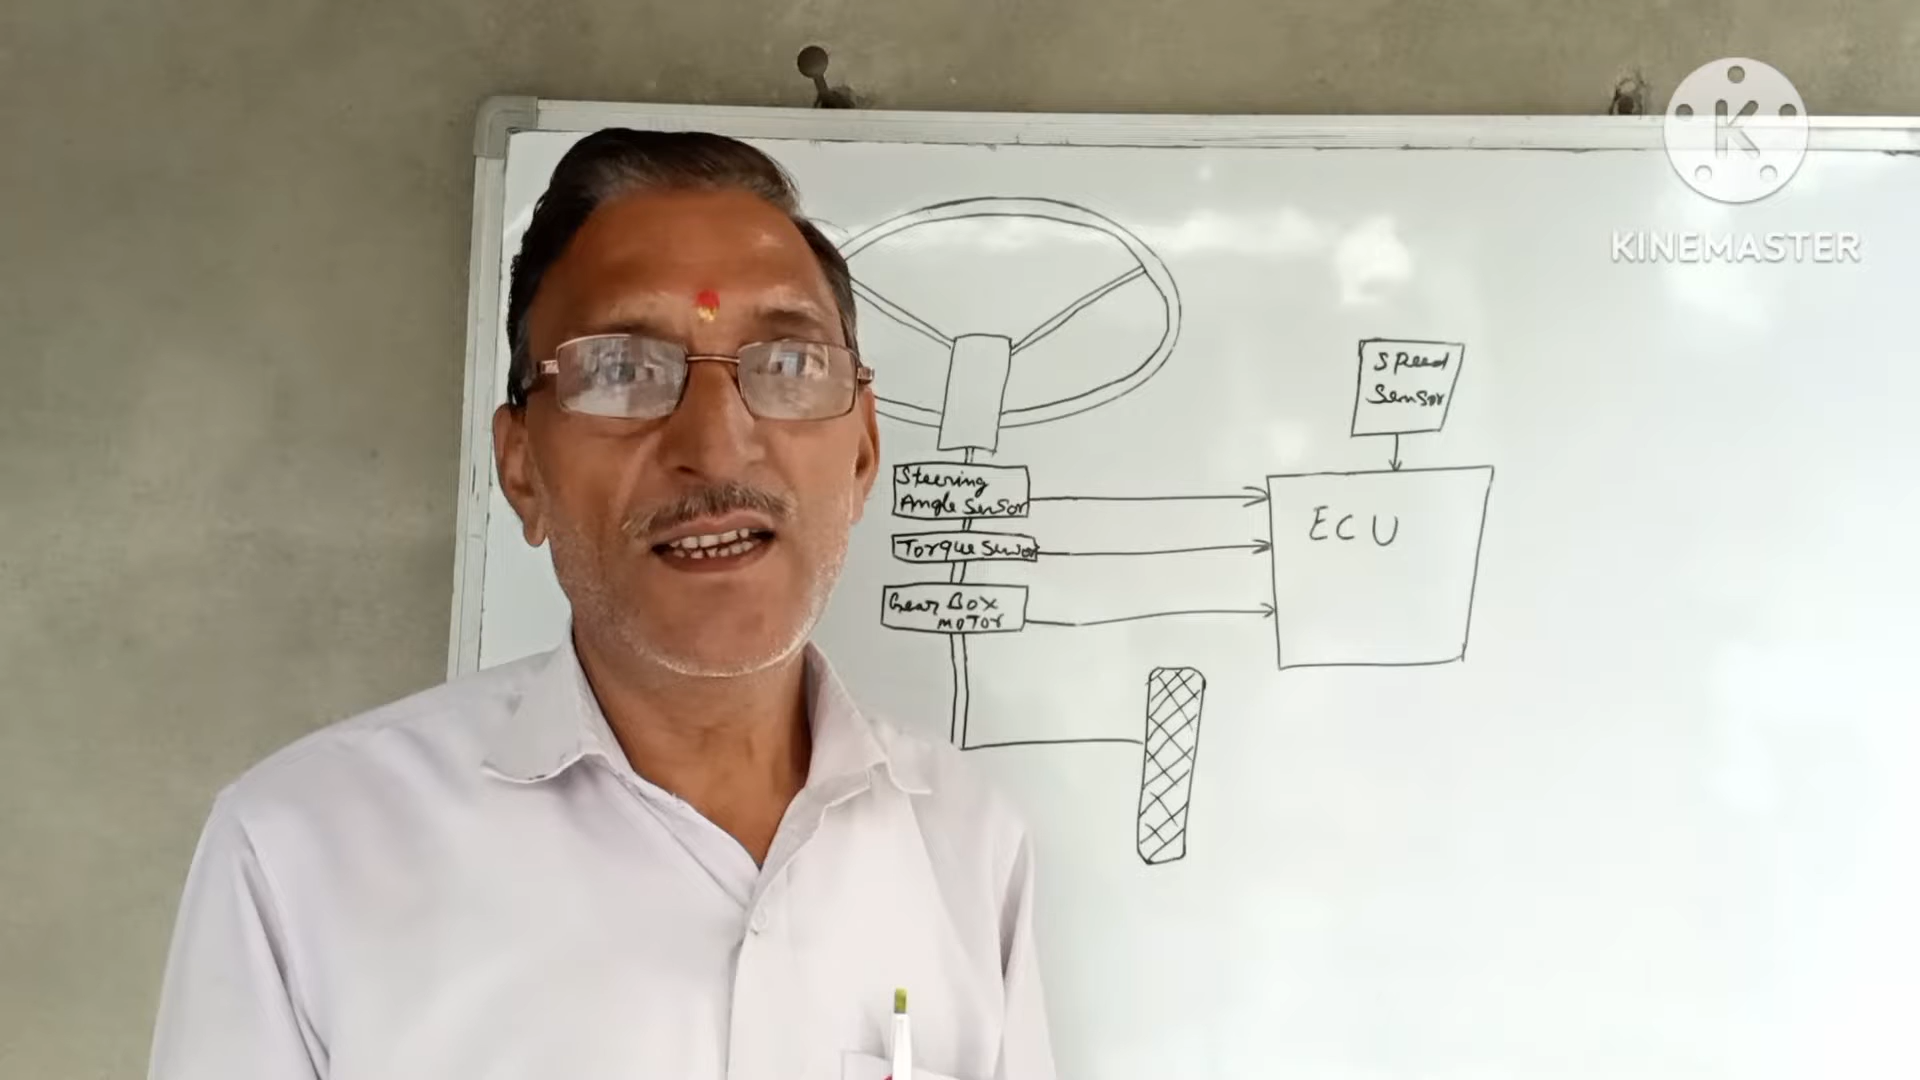 K
KINEMASTER
Speed
Sensor
Steering
Angle Sensor
ECU
Torque Sensor
Gear Box
MOTOR